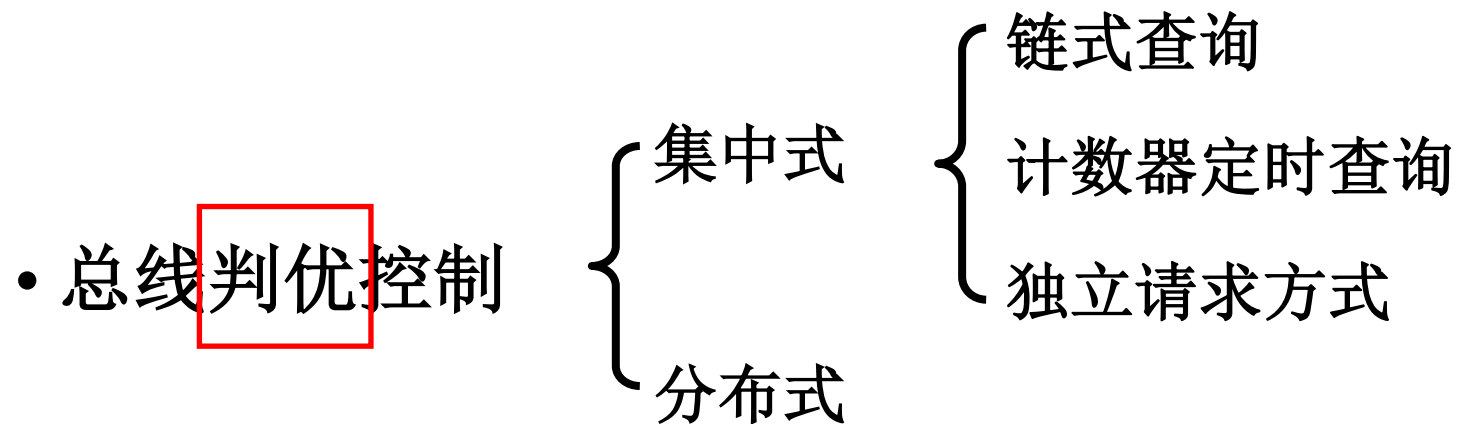 链式查询
集中式
计数器定时查询
• 总线判优控制
独立请求方式
分布式